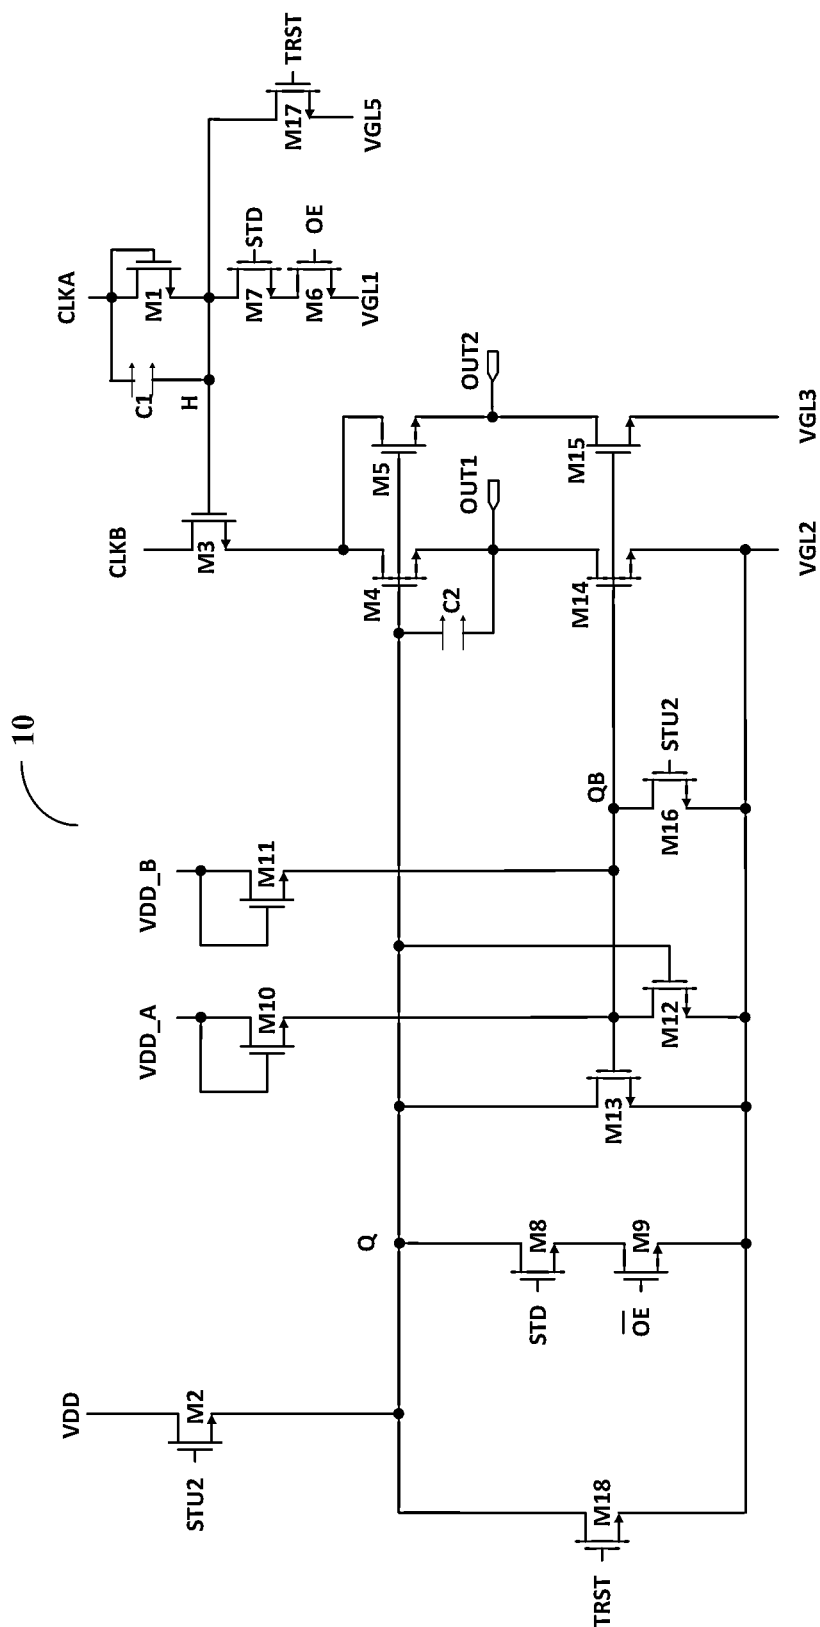 TRST
M17
VGL5
CLKA
M1
C1
H
STD
M7
OE
M6
VGL1
CLKB
M3
OUT2
M5
OUT1
M4
C2
M15
M14
VGL3
VGL2
10
STU2
QB
M16
VDD_B
M11
VDD_A
M10
M12
M13
Q
M8
STD
M9
OE
VDD
M2
STU2
M18
TRST